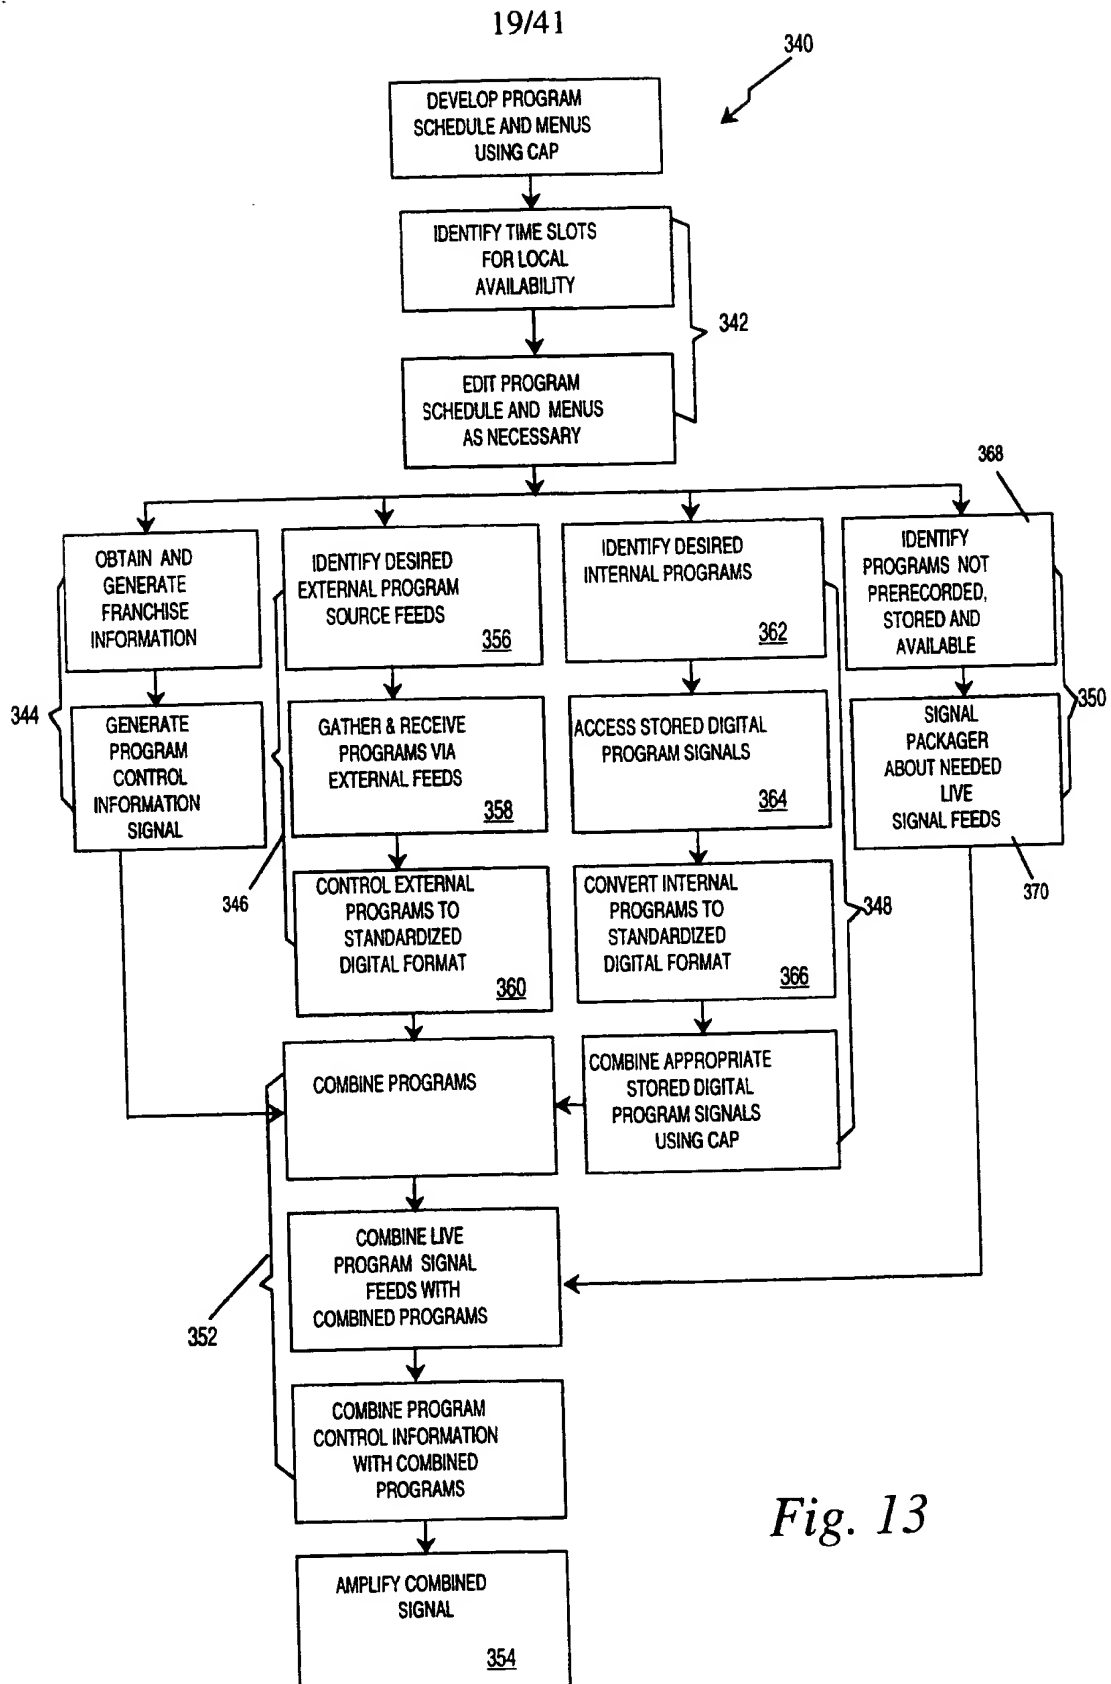 19/41
340
DEVELOP PROGRAM
SCHEDULE AND MENUS
USING CAP
IDENTIFY TIME SLOTS
FOR LOCAL
AVAILABILITY
342
EDIT PROGRAM
SCHEDULE AND MENUS
AS NECESSARY
368
OBTAIN AND
GENERATE
FRANCHISE
INFORMATION
IDENTIFY DESIRED
EXTERNAL PROGRAM
SOURCE FEEDS
356
IDENTIFY DESIRED
INTERNAL PROGRAMS
362
IDENTIFY
PROGRAMS NOT
PRERECORDED,
STORED AND
AVAILABLE
344
350
GENERATE
PROGRAM
CONTROL
INFORMATION
SIGNAL
GATHER & RECEIVE
PROGRAMS VIA
EXTERNAL FEEDS
358
ACCESS STORED DIGITAL
PROGRAM SIGNALS
364
SIGNAL
PACKAGER
ABOUT NEEDED
LIVE
SIGNAL FEEDS
370
346
CONTROL EXTERNAL
PROGRAMS TO
STANDARDIZED
DIGITAL FORMAT
360
CONVERT INTERNAL
PROGRAMS TO
STANDARDIZED
DIGITAL FORMAT
366
348
COMBINE PROGRAMS
COMBINE APPROPRIATE
STORED DIGITAL
PROGRAM SIGNALS
USING CAP
COMBINE LIVE
PROGRAM SIGNAL
FEEDS WITH
COMBINED PROGRAMS
352
COMBINE PROGRAM
CONTROL INFORMATION
WITH COMBINED
PROGRAMS
AMPLIFY COMBINED
SIGNAL
354
Fig. 13